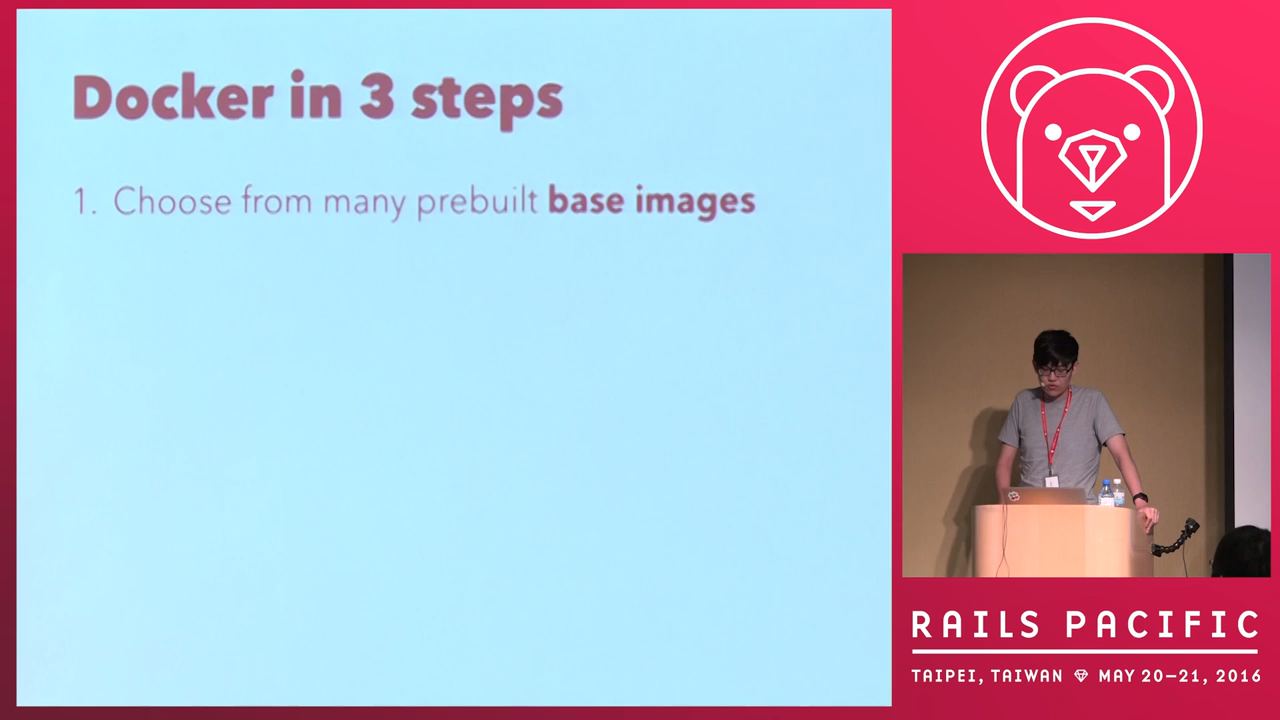 Docker in 3 steps
1. Choose from many prebuilt base images
RAILS PACIFIC
TAIPEI, TAIWAN MAY 20–21, 2016